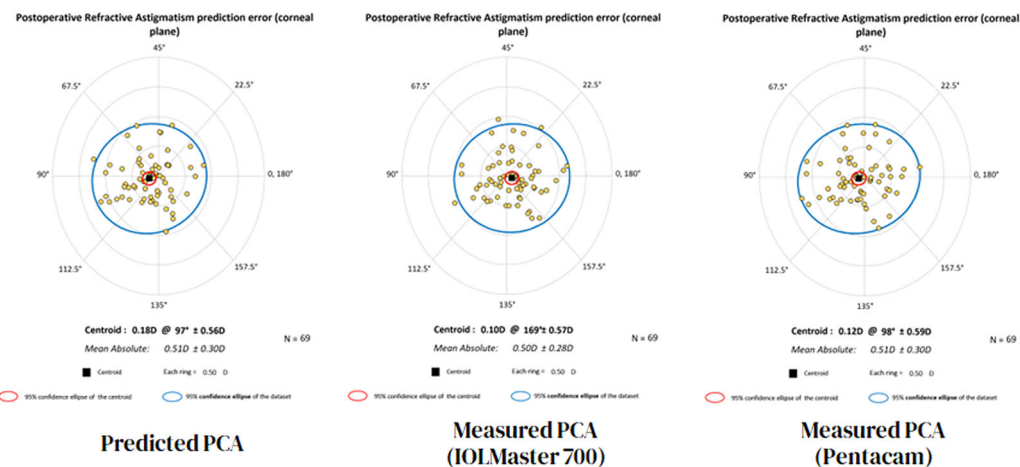 Postoperative Refractive Astigmatism prediction error (corneal
plane)
45°
67.5°
22.5°
90°
0, 180°
112.5°
157.5°
135°
Centroid : 0.18D @ 97° ± 0.56D
Mean Absolute: 0.51D ± 0.30D
N = 69
Centroid
Each ring = 0.50 D
95% confidence ellipse of the centroid
95% confidence ellipse of the dataset
Predicted PCA
Postoperative Refractive Astigmatism prediction error (corneal
plane)
45°
67.5°
22.5°
90°
0, 180°
112.5°
157.5°
135°
Centroid : 0.10D @ 169°± 0.57D
Mean Absolute: 0.50D ± 0.28D
N = 69
Centroid
Each ring = 0.50 D
95% confidence ellipse of the centroid
95% confidence ellipse of the dataset
Measured PCA
(IOLMaster 700)
Postoperative Refractive Astigmatism prediction error (corneal
plane)
45°
67.5°
22.5°
90°
0, 180°
112.5°
157.5°
135°
Centroid : 0.12D @ 98° ± 0.59D
Mean Absolute: 0.51D ± 0.30D
N = 69
Centroid
Each ring = 0.50 D
95% confidence ellipse of the centroid
95% confidence ellipse of the dataset
Measured PCA
(Pentacam)